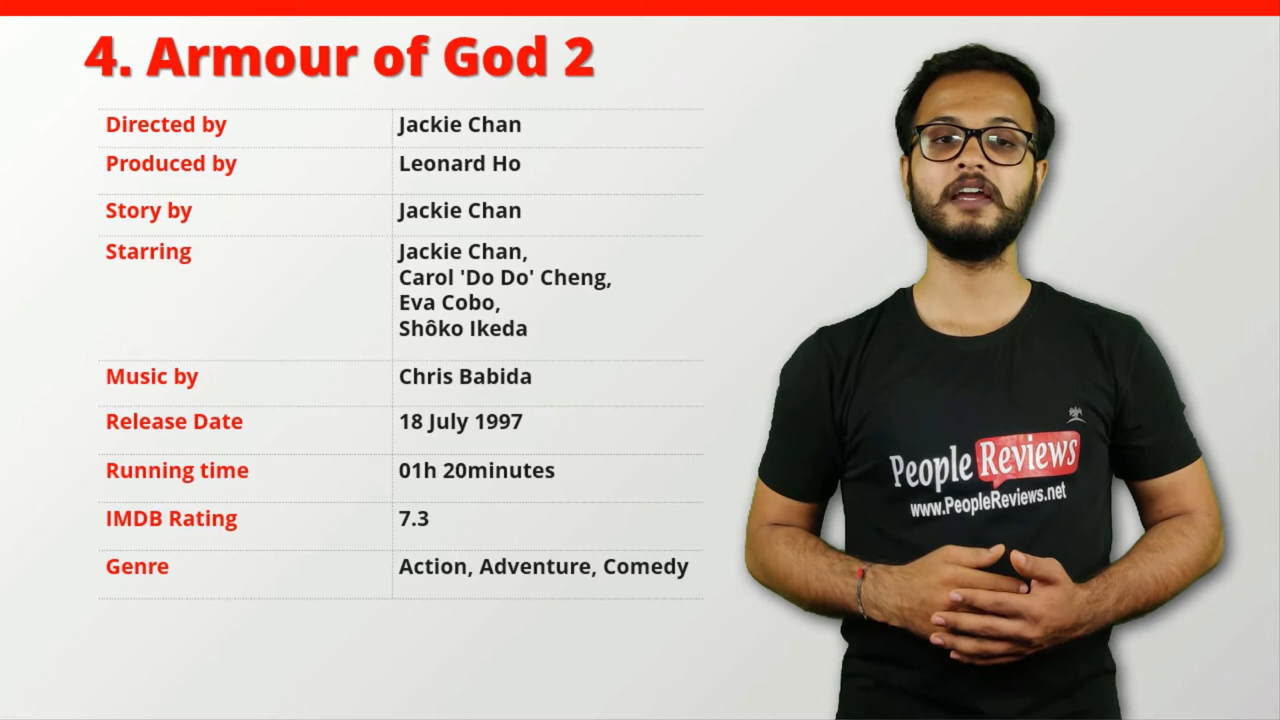 4. Armour of God 2
Directed by Jackie Chan
Produced by Leonard Ho
Story by Jackie Chan
Starring Jackie Chan,
Carol 'Do Do' Cheng,
Eva Cobo,
Shôko Ikeda
Music by Chris Babida
Release Date 18 July 1997
Running time 01h 20minutes
IMDB Rating 7.3
Genre Action, Adventure, Comedy
People Reviews
www.PeopleReviews.net